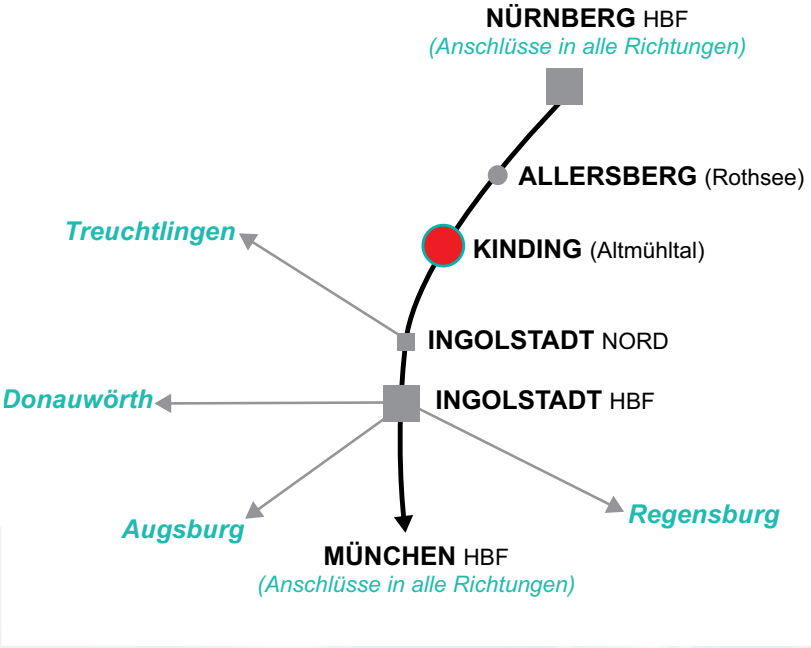 NÜRNBERG HBF
(Anschlüsse in alle Richtungen)
ALLERSBERG (Rothsee)
Treuchtlingen
KINDING (Altmühltal)
INGOLSTADT NORD
Donauwörth
INGOLSTADT HBF
Augsburg
Regensburg
MÜNCHEN HBF
(Anschlüsse in alle Richtungen)